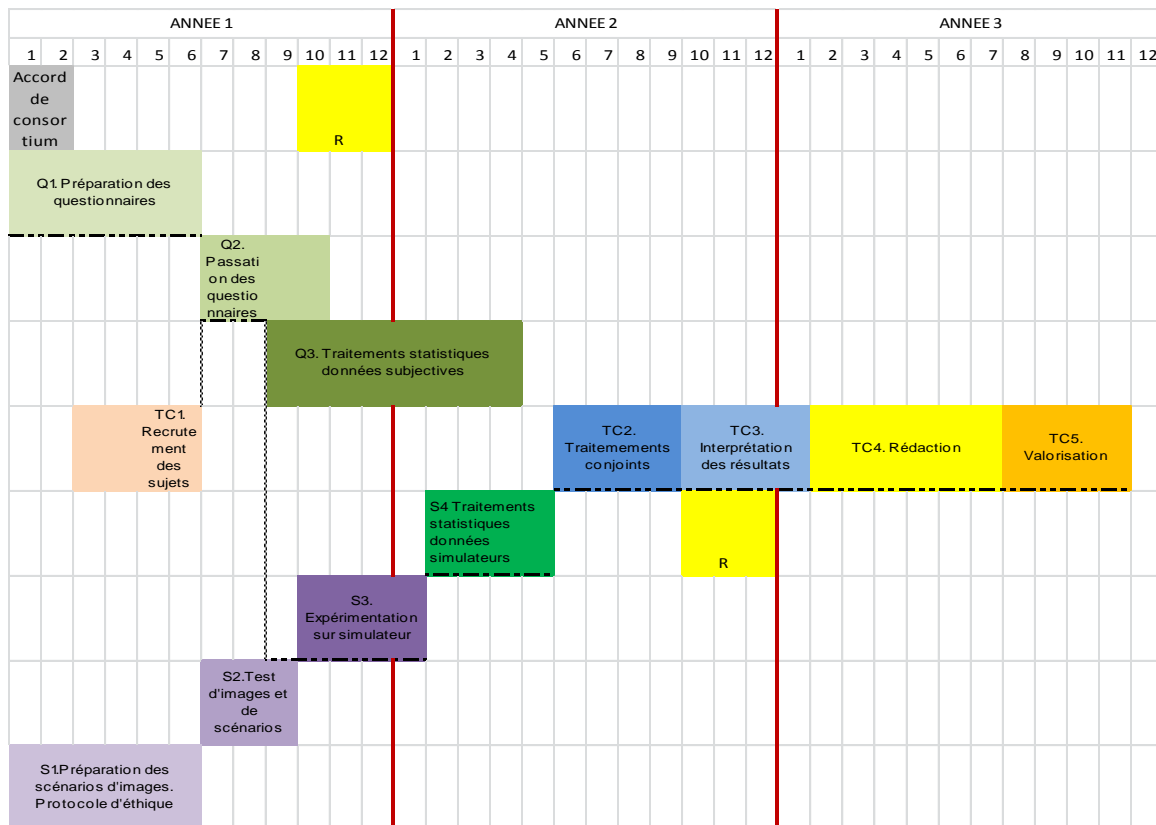 ANNEE 1 ANNEE 2 ANNEE 3
1 2 3 4 5 6 7 8 9 10 11 12 1 2 3 4 5 6 7 8 9 10 11 12 1 2 3 4 5 6 7 8 9 10 11 12
Accord
de
consor
tium
R
Q1. Préparation des
questionnaires
Q2.
Passati
on des
questio
nnaires
Q3. Traitements statistiques
données subjectives
TC1.
Recrute
ment
des
sujets
TC2.
Traitemements
conjoints
TC3.
Interprétation
des résultats
TC4. Rédaction
TC5.
Valorisation
S4 Traitements
statistiques
données
simulateurs
R
S3.
Expérimentation
sur simulateur
S2.Test
d'images et
de
scénarios
S1.Préparation des
scénarios d'images.
Protocole d'éthique